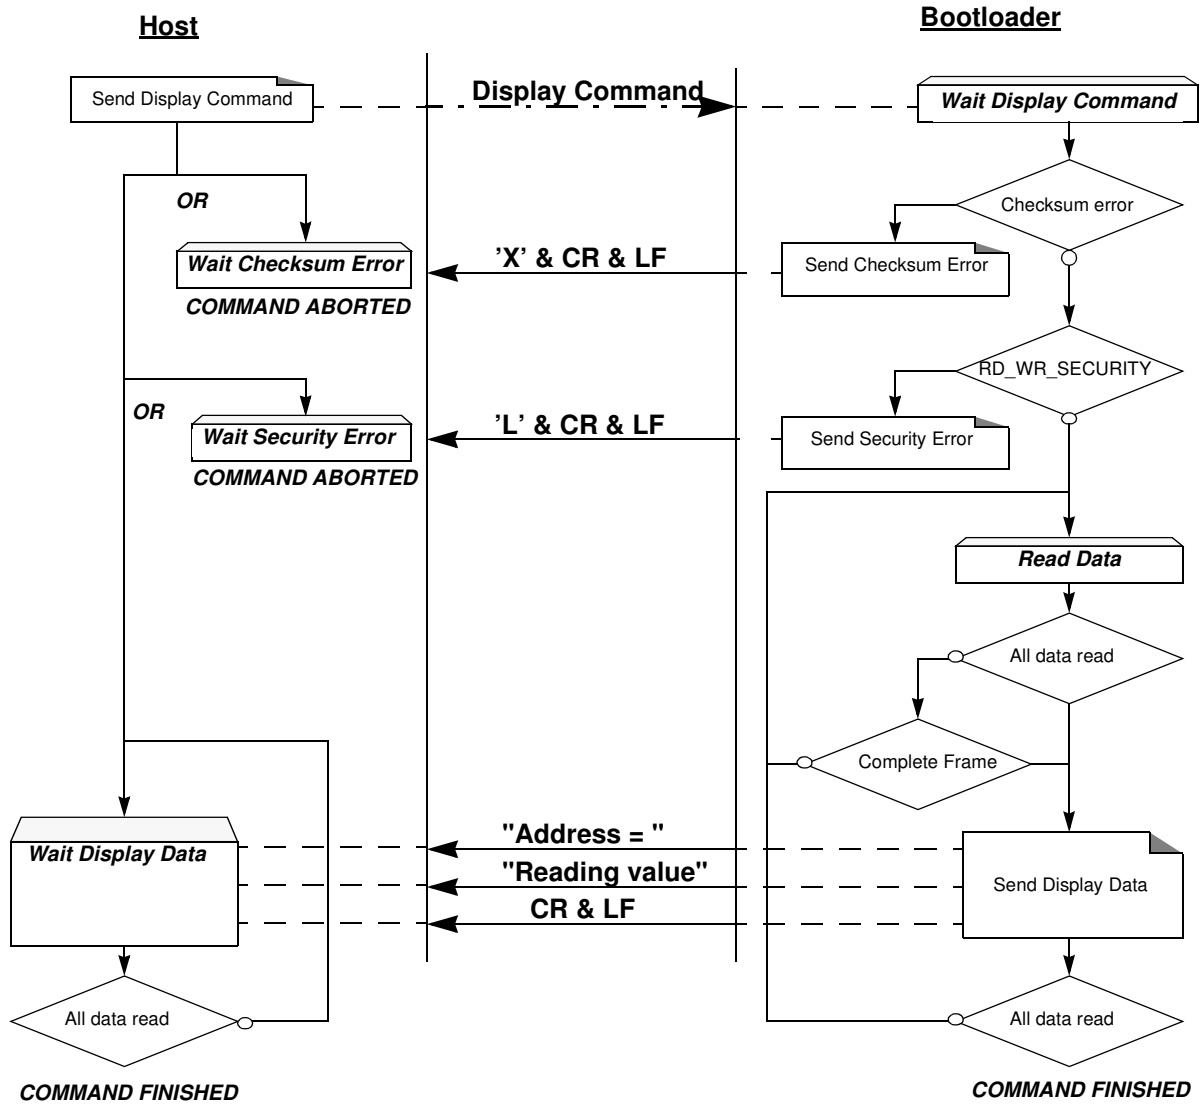 Host
Bootloader
Send Display Command
Display Command
Wait Display Command
OR
Checksum error
Wait Checksum Error
’X’ & CR & LF
Send Checksum Error
COMMAND ABORTED
RD_WR_SECURITY
OR
Wait Security Error
’L’ & CR & LF
Send Security Error
COMMAND ABORTED
Read Data
All data read
Complete Frame
Wait Display Data
"Address = "
"Reading value"
CR & LF
Send Display Data
All data read
All data read
COMMAND FINISHED
COMMAND FINISHED